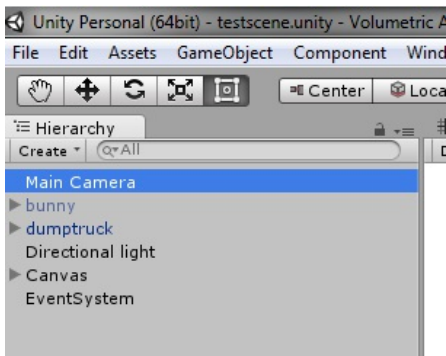 Unity Personal (64bit) - testscene.unity - Volumetric
File Edit Assets GameObject Component Wind
Center Loca
Hierarchy
Create All
Main Camera
bunny
dumptruck
Directional light
Canvas
EventSystem